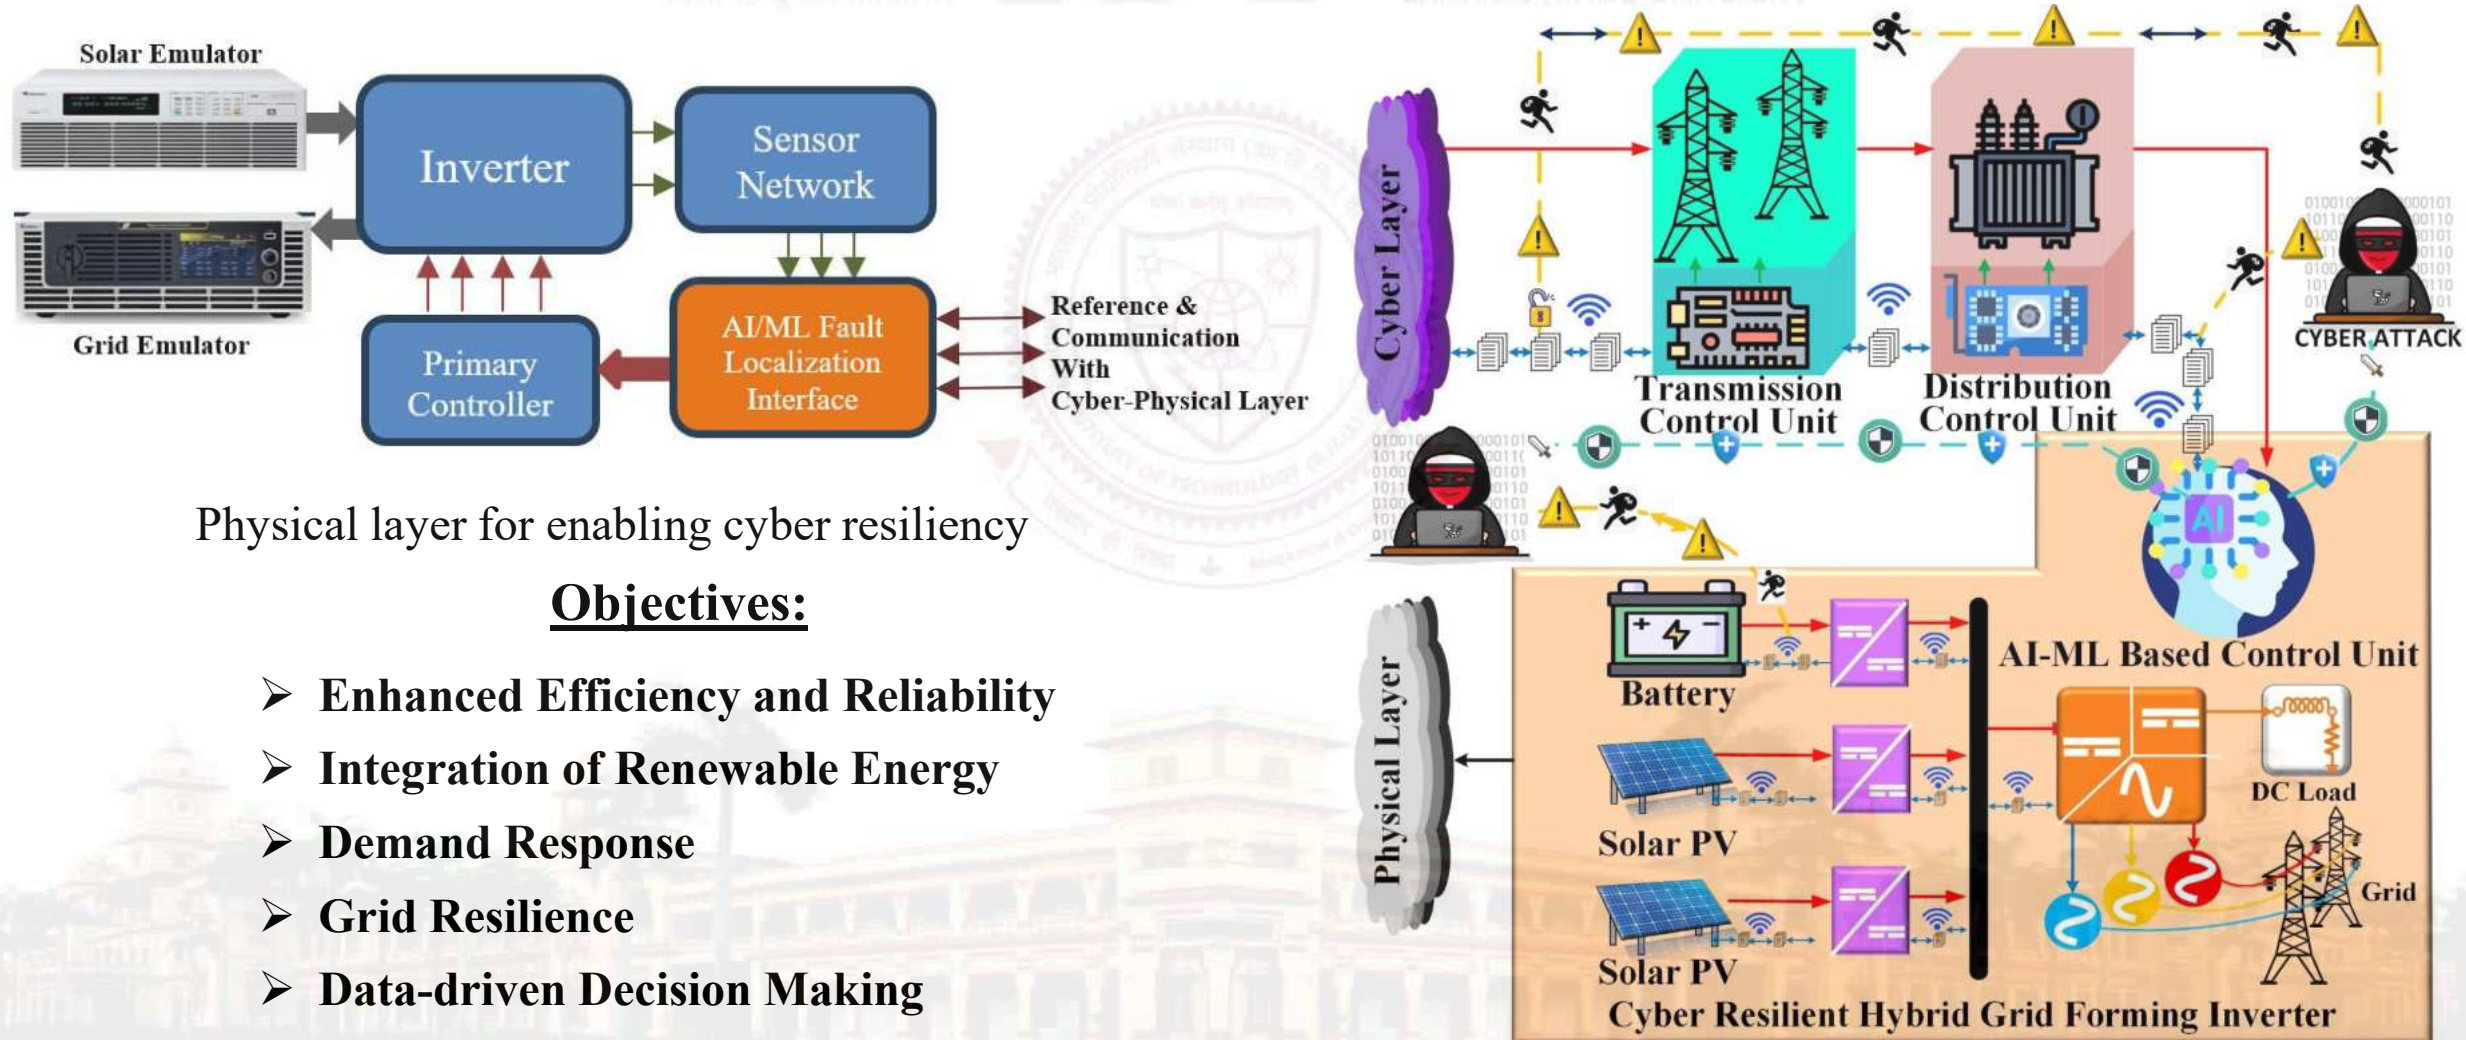 Solar Emulator
Inverter
Sensor
Network
Grid Emulator
Primary
Controller
AI/ML Fault
Localization
Interface
Reference &
Communication
With
Cyber-Physical Layer
Physical layer for enabling cyber resiliency
Objectives:
➢ Enhanced Efficiency and Reliability
➢ Integration of Renewable Energy
➢ Demand Response
➢ Grid Resilience
➢ Data-driven Decision Making
Cyber Layer
Transmission
Control Unit
Distribution
Control Unit
CYBER ATTACK
AI
AI-ML Based Control Unit
Physical Layer
Battery
Solar PV
Solar PV
DC Load
Grid
Cyber Resilient Hybrid Grid Forming Inverter